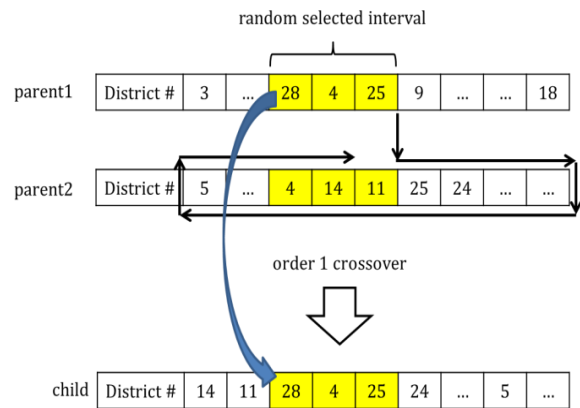 random selected interval
parent1 District # 3 ... 28 4 25 9 ... ... 18
parent2 District # 5 ... 4 14 11 25 24 ... ...
order 1 crossover
child District # 14 11 28 4 25 24 ... 5 ...